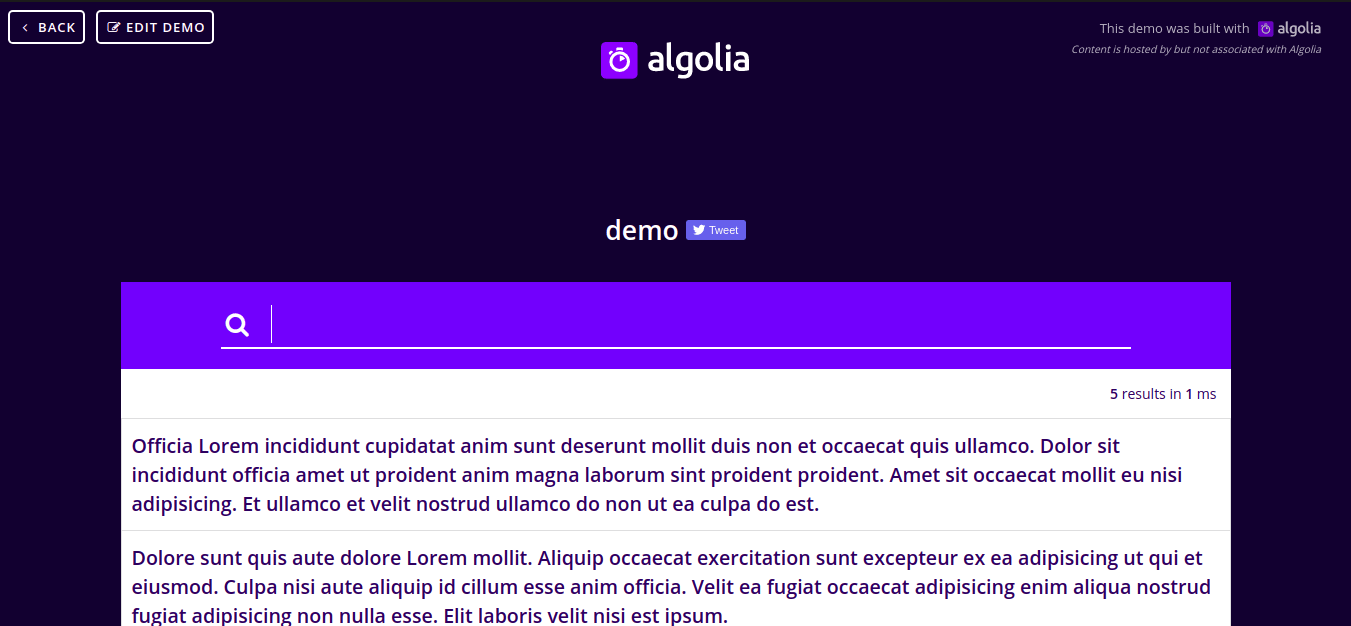 BACK
EDIT DEMO
This demo was built with algolia
Content is hosted by but not associated with Algolia
algolia
demo Tweet
5 results in 1 ms
Officia Lorem incididunt cupidatat anim sunt deserunt mollit duis non et occaecat quis ullamco. Dolor sit
incididunt officia amet ut proident anim magna laborum sint proident proident. Amet sit occaecat mollit eu nisi
adipisicing. Et ullamco et velit nostrud ullamco do non ut ea culpa do est.
Dolore sunt quis aute dolore Lorem mollit. Aliquip occaecat exercitation sunt excepteur ex ea adipisicing ut qui et
eiusmod. Culpa nisi aute aliquip id cillum esse anim officia. Velit ea fugiat occaecat adipisicing enim aliqua nostrud
fugiat adipisicing non nulla esse. Elit laboris velit nisi est ipsum.